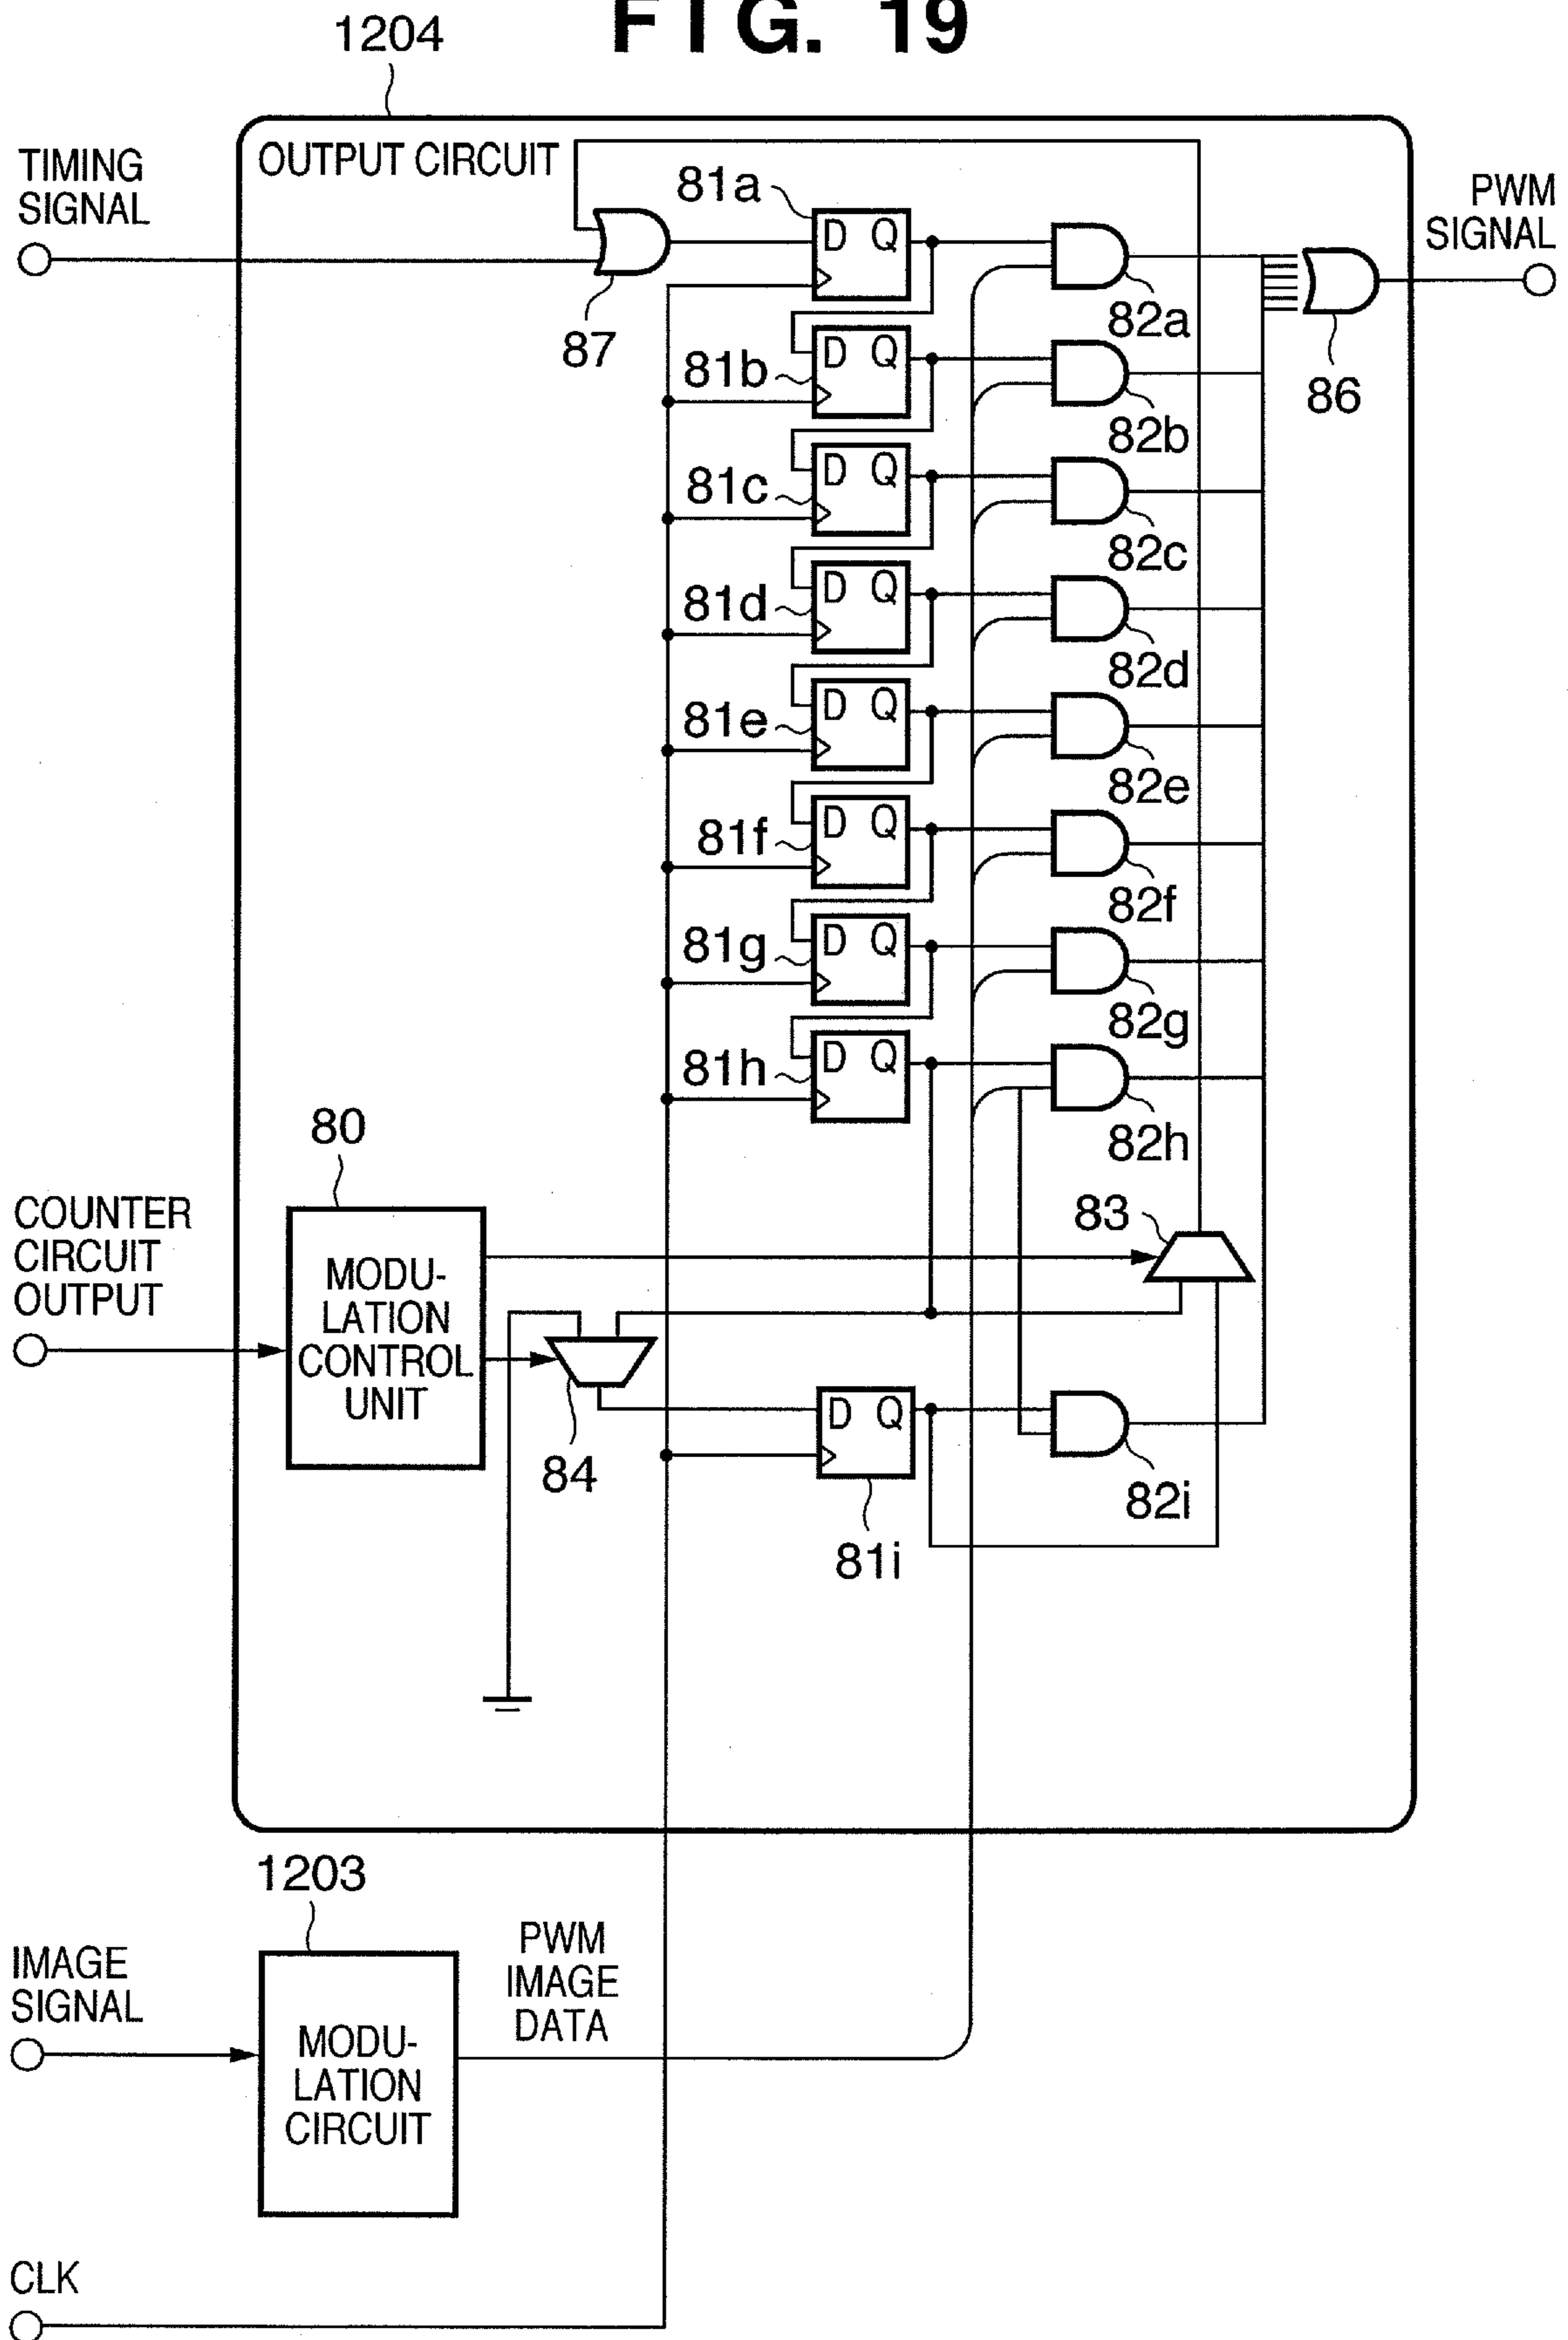 FIG. 19
1204
TIMING
SIGNAL
OUTPUT CIRCUIT
PWM
SIGNAL
87
81a
D Q
82a
86
81b
D Q
82b
81c
D Q
82c
81d
D Q
82d
81e
D Q
82e
81f
D Q
82f
81g
D Q
82g
81h
D Q
82h
80
COUNTER
CIRCUIT
OUTPUT
MODU-
LATION
CONTROL
UNIT
83
84
D Q
81i
82i
1203
IMAGE
SIGNAL
MODU-
LATION
CIRCUIT
PWM
IMAGE
DATA
CLK